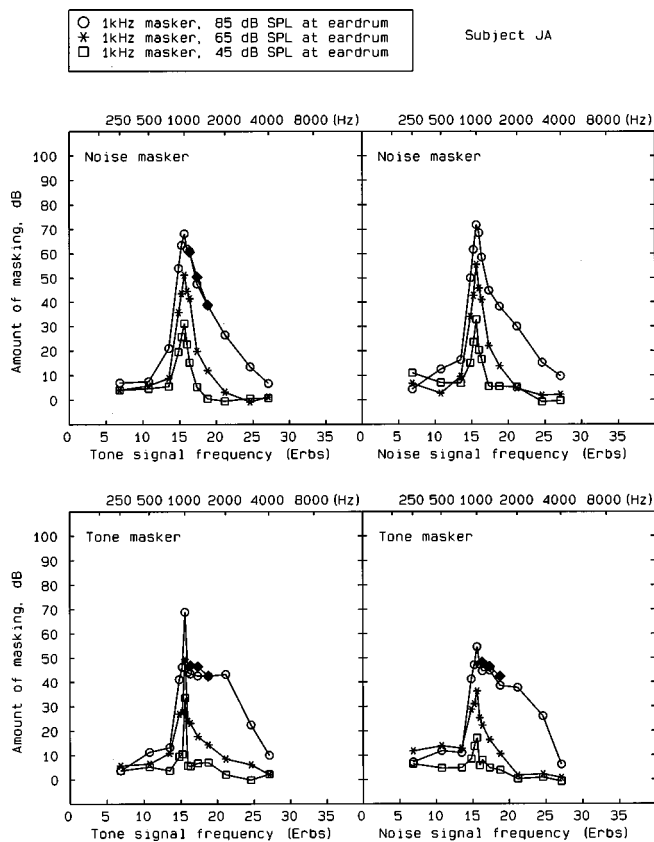 1kHz masker, 85 dB SPL at eardrum
1kHz masker, 65 dB SPL at eardrum
1kHz masker, 45 dB SPL at eardrum
Subject JA
250 500 1000 2000 4000 8000 (Hz)
250 500 1000 2000 4000 8000 (Hz)
Noise masker
Noise masker
Amount of masking, dB
100
90
80
70
60
50
40
30
20
10
0
0 5 10 15 20 25 30 35 0 5 10 15 20 25 30 35
Tone signal frequency (Erbs)
Noise signal frequency (Erbs)
250 500 1000 2000 4000 8000 (Hz)
250 500 1000 2000 4000 8000 (Hz)
Tone masker
Tone masker
Amount of masking, dB
100
90
80
70
60
50
40
30
20
10
0
0 5 10 15 20 25 30 35 0 5 10 15 20 25 30 35
Tone signal frequency (Erbs)
Noise signal frequency (Erbs)